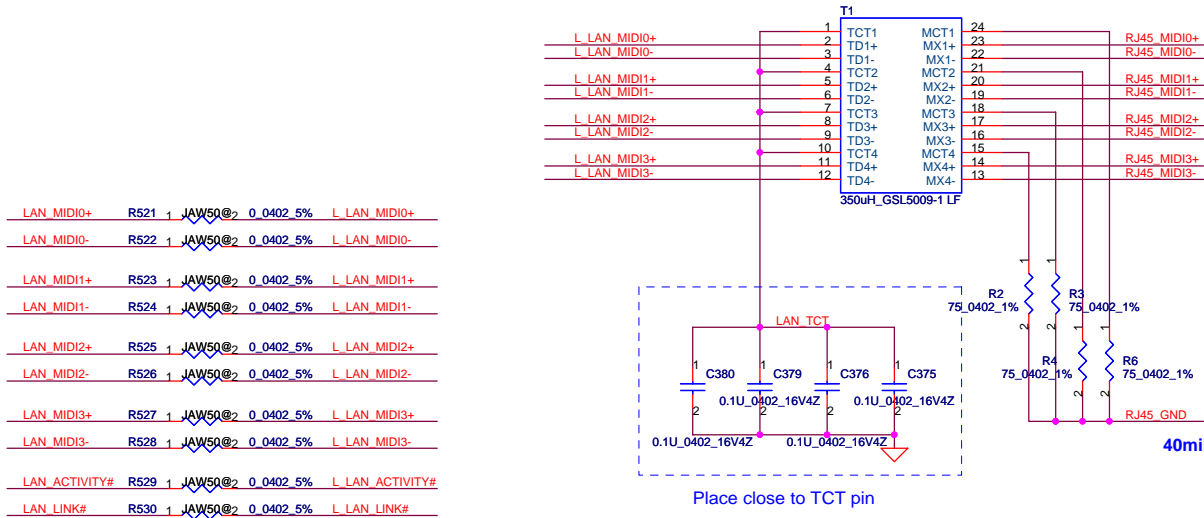 T1
1 TCT1 MCT1 24
L_LAN_MIDI0+ 2 TD1+ MX1+ 23 RJ45_MIDI0+
L_LAN_MIDI0- 3 TD1- MX1- 22 RJ45_MIDI0-
4 TCT2 MCT2 21
L_LAN_MIDI1+ 5 TD2+ MX2+ 20 RJ45_MIDI1+
L_LAN_MIDI1- 6 TD2- MX2- 19 RJ45_MIDI1-
7 TCT3 MCT3 18
L_LAN_MIDI2+ 8 TD3+ MX3+ 17 RJ45_MIDI2+
L_LAN_MIDI2- 9 TD3- MX3- 16 RJ45_MIDI2-
10 TCT4 MCT4 15
L_LAN_MIDI3+ 11 TD4+ MX4+ 14 RJ45_MIDI3+
L_LAN_MIDI3- 12 TD4- MX4- 13 RJ45_MIDI3-
350uH_GSL5009-1 LF
LAN_MIDI0+ R521 1 JAW50@ 2 0_0402_5% L_LAN_MIDI0+
LAN_MIDI0- R522 1 JAW50@ 2 0_0402_5% L_LAN_MIDI0-
LAN_MIDI1+ R523 1 JAW50@ 2 0_0402_5% L_LAN_MIDI1+
LAN_MIDI1- R524 1 JAW50@ 2 0_0402_5% L_LAN_MIDI1-
LAN_MIDI2+ R525 1 JAW50@ 2 0_0402_5% L_LAN_MIDI2+
LAN_MIDI2- R526 1 JAW50@ 2 0_0402_5% L_LAN_MIDI2-
LAN_MIDI3+ R527 1 JAW50@ 2 0_0402_5% L_LAN_MIDI3+
LAN_MIDI3- R528 1 JAW50@ 2 0_0402_5% L_LAN_MIDI3-
LAN_ACTIVITY# R529 1 JAW50@ 2 0_0402_5% L_LAN_ACTIVITY#
LAN_LINK# R530 1 JAW50@ 2 0_0402_5% L_LAN_LINK#
1 1
R2 R3
75_0402_1% 75_0402_1%
2 2
LAN_TCT
1 1
R4 R6
75_0402_1% 75_0402_1%
2 2
1 1 1 1
C380 C379 C376 C375
0.1U_0402_16V4Z 0.1U_0402_16V4Z
2 2 2 2
0.1U_0402_16V4Z 0.1U_0402_16V4Z
RJ45_GND
40mi
Place close to TCT pin